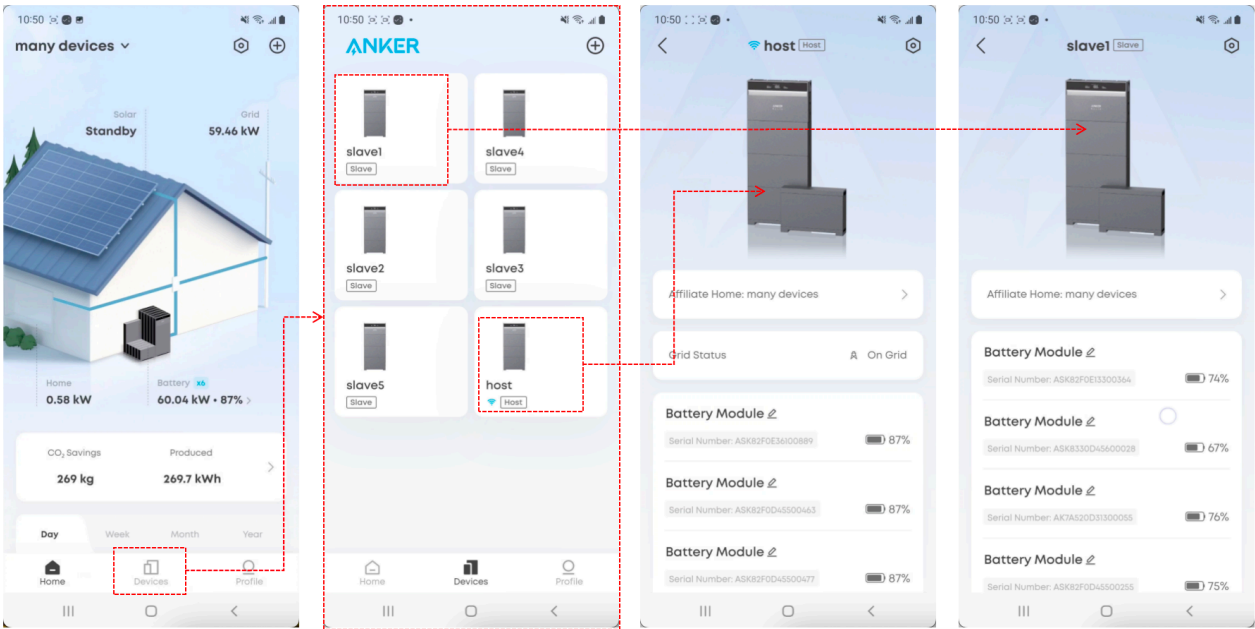 10:50
many devices
Solar
Standby
Grid
59.46 kW
Home
0.58 kW
Battery x6
60.04 kW • 87% >
CO₂ Savings
269 kg
Produced
269.7 kWh
Day Week Month Year
Home Devices Profile
10:50
ANKER
slave1
Slave
slave4
Slave
slave2
Slave
slave3
Slave
slave5
Slave
host
Host
Home Devices Profile
10:50
host Host
Affiliate Home: many devices
Grid Status On Grid
Battery Module
Serial Number: ASK82F0E36100889 87%
Battery Module
Serial Number: ASK82F0D45500463 87%
Battery Module
Serial Number: ASK82F0D45500477 87%
10:50
slave1 Slave
Affiliate Home: many devices
Battery Module
Serial Number: ASK82F0E13300364 74%
Battery Module
Serial Number: ASK8330D45600028 67%
Battery Module
Serial Number: AK7A520D31300055 76%
Battery Module
Serial Number: ASK82F0D45500255 75%